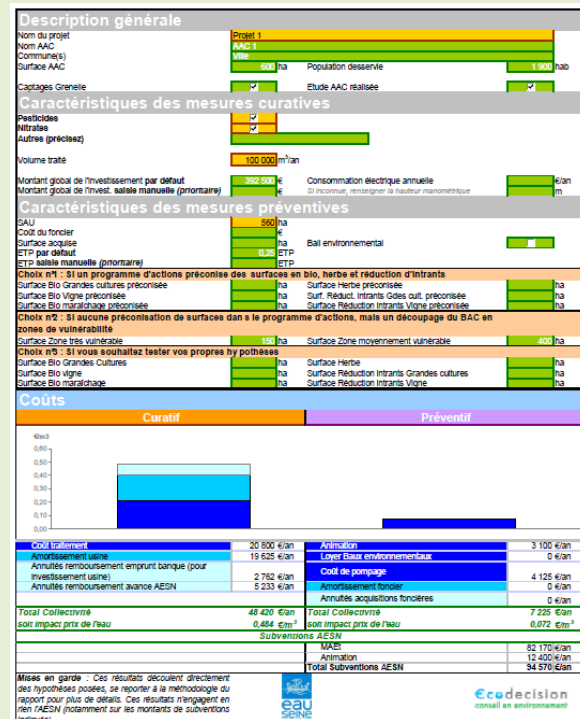 Description générale
Nom du projet Projet 1
Nom AAC AAC 1
Commune(s) Ville
Surface AAC 600 ha Population desservie 1 900 hab
Captages Grenelle Etude AAC réalisée
Caractéristiques des mesures curatives
Pesticides
Nitrates
Autres (précisez)
Volume traité 100 000 m³/an
Montant global de l'investissement par défaut 392 500 € Consommation électrique annuelle €/an
Montant global de l'invest. saisie manuelle (prioritaire) € Si inconnue, renseigner la hauteur manométrique m
Caractéristiques des mesures préventives
SAU 560 ha
Coût du foncier €
Surface acquise ha Bail environnemental
ETP par défaut 0,25 ETP
ETP saisie manuelle (prioritaire) ETP
Choix n°1 : Si un programme d'actions préconise des surfaces en bio, herbe et réduction d'intrants
Surface Bio Grandes cultures préconisée ha Surface Herbe préconisée ha
Surface Bio Vigne préconisée ha Surf. Réduct. Intrants Gdes cult. préconisée ha
Surface Bio maraîchage préconisée ha Surface Réduction Intrants Vigne préconisée ha
Choix n°2 : Si aucune préconisation de surfaces dans le programme d'actions, mais un découpage du BAC en
zones de vulnérabilité
Surface Zone très vulnérable 150 ha Surface Zone moyennement vulnérable 400 ha
Choix n°3 : Si vous souhaitez tester vos propres hypothèses
Surface Bio Grandes Cultures ha Surface Herbe ha
Surface Bio vigne ha Surface Réduction Intrants Grandes cultures ha
Surface Bio maraîchage ha Surface Réduction Intrants Vigne ha
Coûts
Curatif Préventif
€/m3
0,60
0,50
0,40
0,30
0,20
0,10
0,00
Coût traitement 20 800 €/an Animation 3 100 €/an
Amortissement usine 19 625 €/an Loyer Baux environnementaux 0 €/an
Annuités remboursement emprunt banque (pour
investissement usine) 2 762 €/an Coût de pompage 4 125 €/an
Annuités remboursement avance AESN 5 233 €/an Amortissement foncier 0 €/an
Annuités acquisitions foncières 0 €/an
Total Collectivité 48 420 €/an Total Collectivité 7 225 €/an
soit impact prix de l'eau 0,484 €/m³ soit impact prix de l'eau 0,072 €/m³
Subventions AESN
MAEt 82 170 €/an
Animation 12 400 €/an
Total Subventions AESN 94 570 €/an
Mises en garde : Ces résultats découlent directement
des hypothèses posées, se reporter à la méthodologie du
rapport pour plus de détails. Ces résultats n'engagent en
rien l'AESN (notamment sur les montants de subventions
eau
SEINE
Ecodecision
conseil en environnement